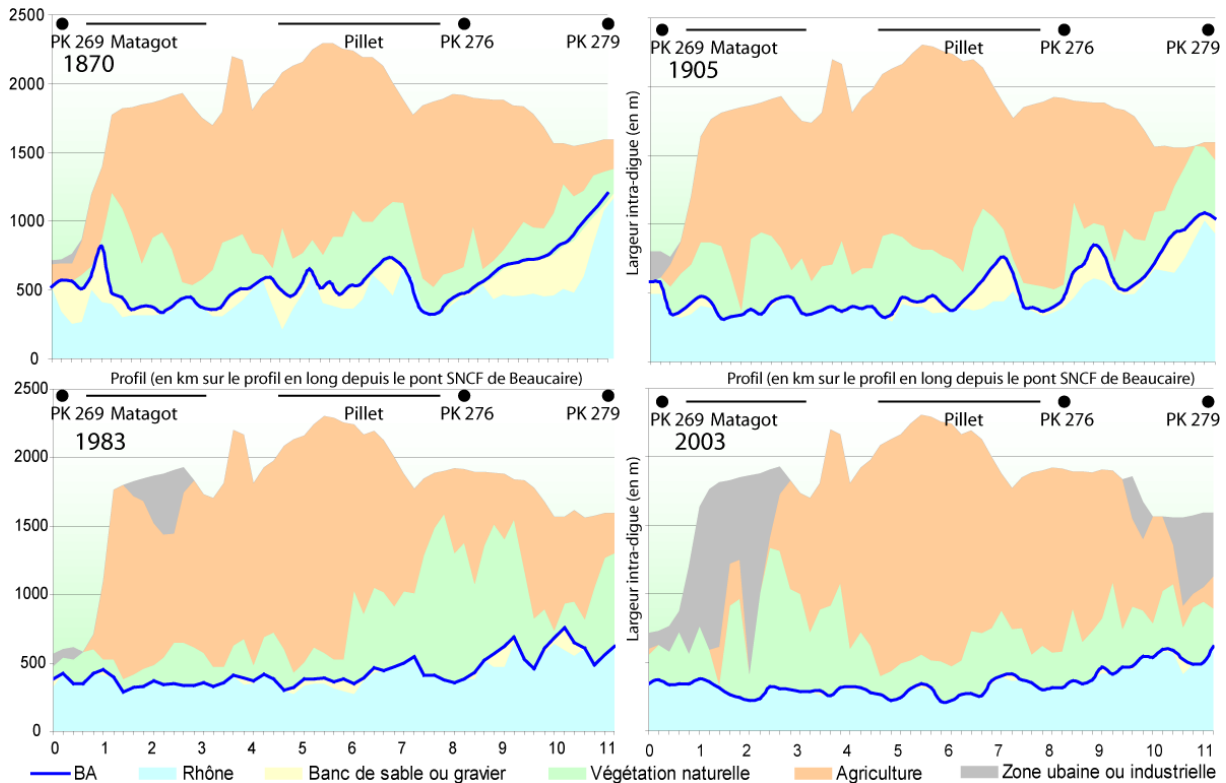 2500
2000
1500
1000
500
0
PK 269 Matagot Pillet PK 276 PK 279
1870
Largeur intra-digue (en m)
PK 269 Matagot Pillet PK 276 PK 279
1905
Profil (en km sur le profil en long depuis le pont SNCF de Beaucaire)
Profil (en km sur le profil en long depuis le pont SNCF de Beaucaire)
2500
2000
1500
1000
500
0
PK 269 Matagot Pillet PK 276 PK 279
1983
0 1 2 3 4 5 6 7 8 9 10 11
Largeur intra-digue (en m)
PK 269 Matagot Pillet PK 276 PK 279
2003
0 1 2 3 4 5 6 7 8 9 10 11
BA Rhône Banc de sable ou gravier Végétation naturelle Agriculture Zone ubaine ou industrielle